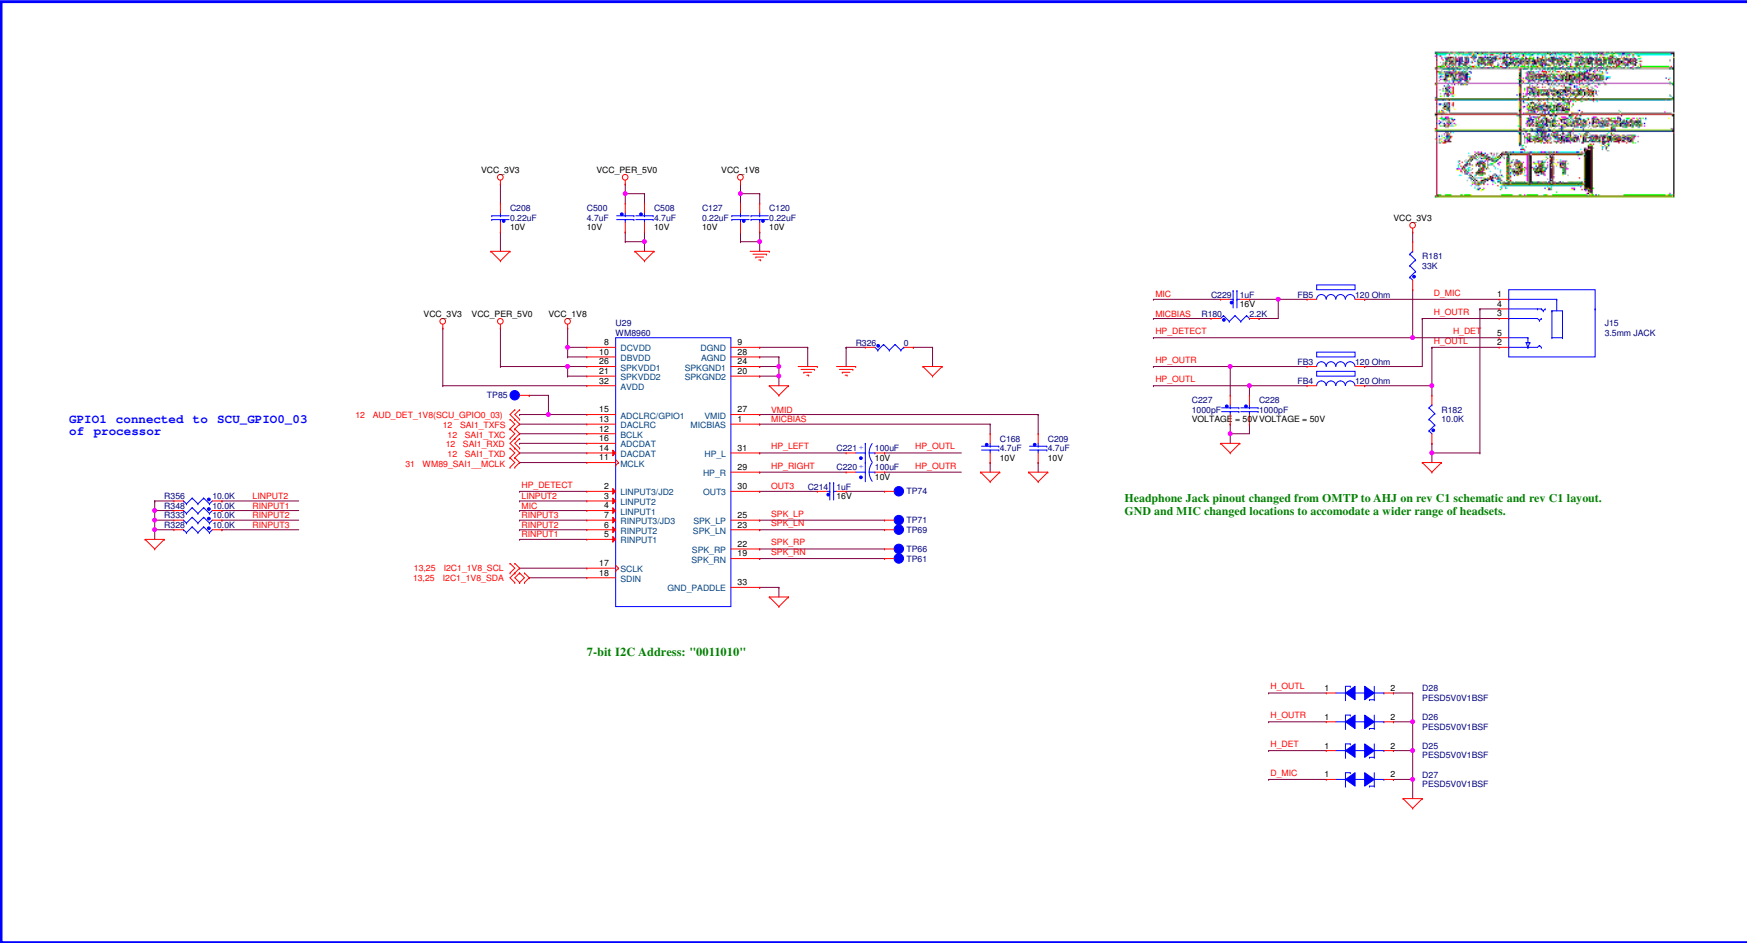 VCC_3V3
C208
0.22uF
10V
VCC_PER_5V0
C500
4.7uF
10V
C508
4.7uF
10V
VCC_1V8
C127
0.22uF
10V
C120
0.22uF
10V
VCC_3V3
VCC_PER_5V0
VCC_1V8
U29
WM8960
8 DCVDD
10 DBVDD
26 SPKVDD1
21 SPKVDD2
32 AVDD
TP85
12 AUD_DET_1V8(SCU_GPIO0_03) 15 ADCLRC/GPIO1
12 SAI1_TXFS 13 DACLRC
12 SAI1_TXC 12 BCLK
12 SAI1_RXD 16 ADCDAT
12 SAI1_TXD 14 DACDAT
31 WM89_SAI1__MCLK 11 MCLK
HP_DETECT 2 LINPUT3/JD2
LINPUT2 3 LINPUT2
MIC 4 LINPUT1
RINPUT3 7 RINPUT3/JD3
RINPUT2 6 RINPUT2
RINPUT1 5 RINPUT1
13,25 I2C1_1V8_SCL 17 SCLK
13,25 I2C1_1V8_SDA 18 SDIN
DGND 9
AGND 28
SPKGND1 24
SPKGND2 20
VMID 27 VMID
MICBIAS 1 MICBIAS
HP_L 31 HP_LEFT C221 100uF 10V HP_OUTL
HP_R 29 HP_RIGHT C220 100uF 10V HP_OUTR
OUT3 30 OUT3 C214 1uF 16V TP74
SPK_LP 25 SPK_LP TP71
SPK_LN 23 SPK_LN TP69
SPK_RP 22 SPK_RP TP66
SPK_RN 19 SPK_RN TP61
GND_PADDLE 33
R326 0
C168
4.7uF
10V
C209
4.7uF
10V
GPIO1 connected to SCU_GPIO0_03
of processor
R356 10.0K LINPUT2
R348 10.0K RINPUT1
R333 10.0K RINPUT2
R328 10.0K RINPUT3
7-bit I2C Address: "0011010"
VCC_3V3
R181
33K
MIC C229 1uF 16V FB5 120 Ohm D_MIC 1
4
MICBIAS R180 2.2K H_OUTR 3
HP_DETECT H_DET 5
H_OUTL 2
J15
3.5mm JACK
HP_OUTR FB3 120 Ohm
HP_OUTL FB4 120 Ohm
C227
1000pF
VOLTAGE = 50V
C228
1000pF
VOLTAGE = 50V
R182
10.0K
Headphone Jack pinout changed from OMTP to AHJ on rev C1 schematic and rev C1 layout.
GND and MIC changed locations to accomodate a wider range of headsets.
H_OUTL 1 2 D28
PESD5V0V1BSF
H_OUTR 1 2 D26
PESD5V0V1BSF
H_DET 1 2 D25
PESD5V0V1BSF
D_MIC 1 2 D27
PESD5V0V1BSF